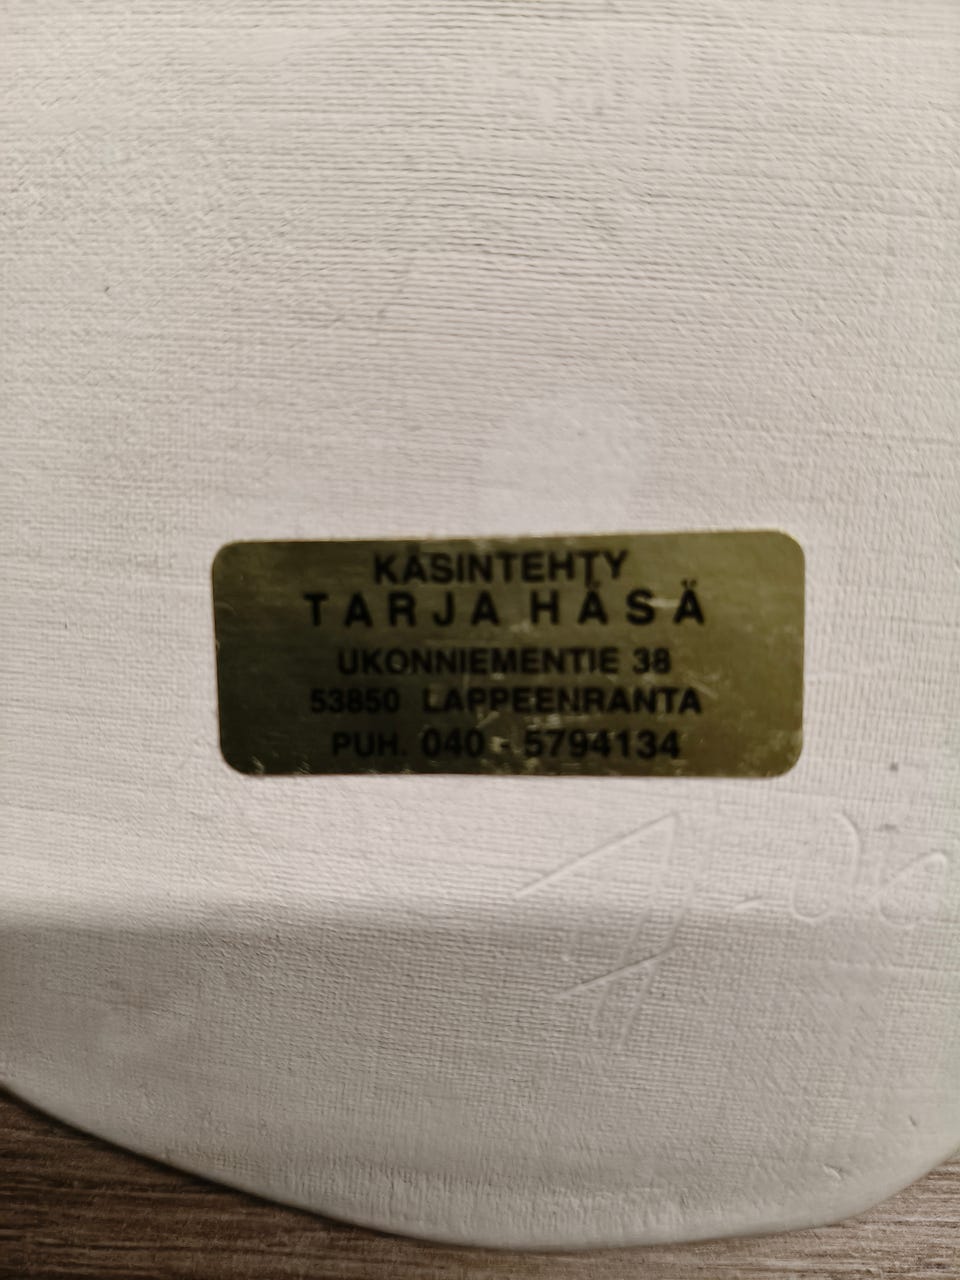 KÄSINTEHTY
TARJA HÄSÄ
UKONNIEMENTIE 38
53850 LAPPEENRANTA
PUH. 040 - 5794134